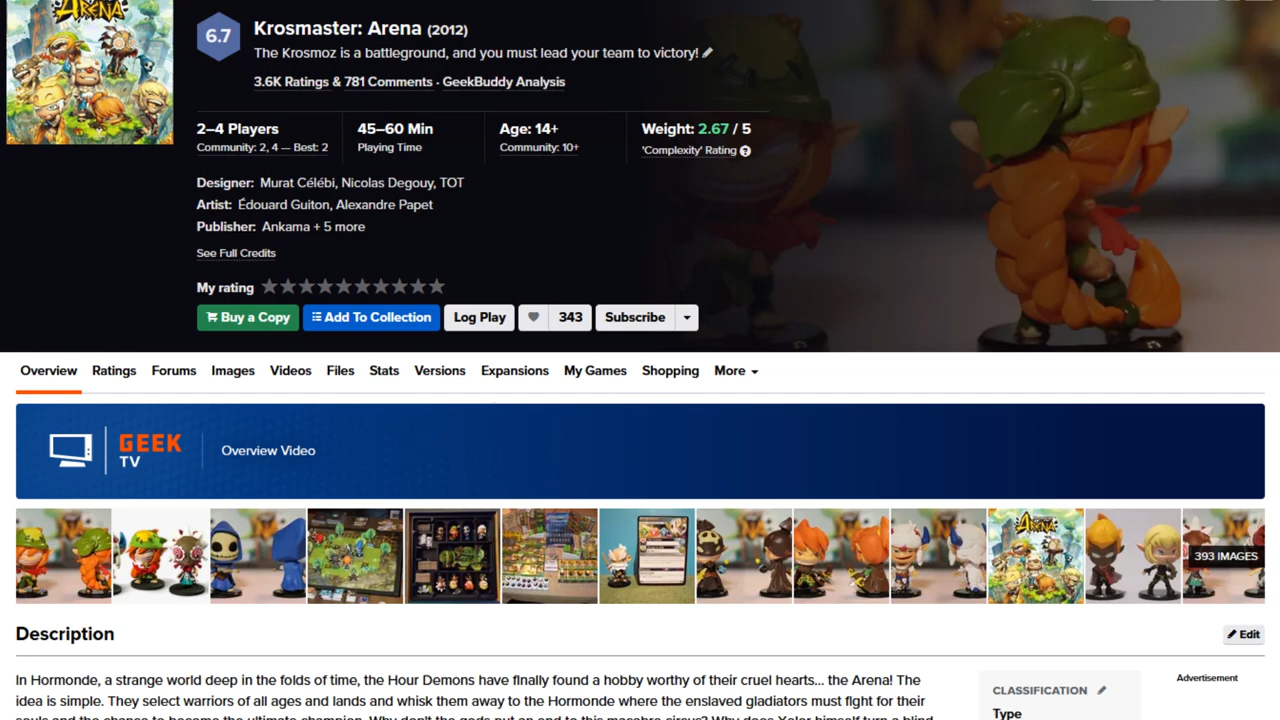 ARENA
6.7
Krosmaster: Arena (2012)
The Krosmoz is a battleground, and you must lead your team to victory!
3.6K Ratings & 781 Comments · GeekBuddy Analysis
2–4 Players
Community: 2, 4 — Best: 2
45–60 Min
Playing Time
Age: 14+
Community: 10+
Weight: 2.67 / 5
'Complexity' Rating
Designer: Murat Célébi, Nicolas Degouy, TOT
Artist: Édouard Guiton, Alexandre Papet
Publisher: Ankama + 5 more
See Full Credits
My rating
Buy a Copy
Add To Collection
Log Play
343
Subscribe
Overview Ratings Forums Images Videos Files Stats Versions Expansions My Games Shopping More
GEEK
TV
Overview Video
ARENA
393 IMAGES
Description
Edit
In Hormonde, a strange world deep in the folds of time, the Hour Demons have finally found a hobby worthy of their cruel hearts... the Arena! The
idea is simple. They select warriors of all ages and lands and whisk them away to the Hormonde where the enslaved gladiators must fight for their
CLASSIFICATION
Type
Advertisement